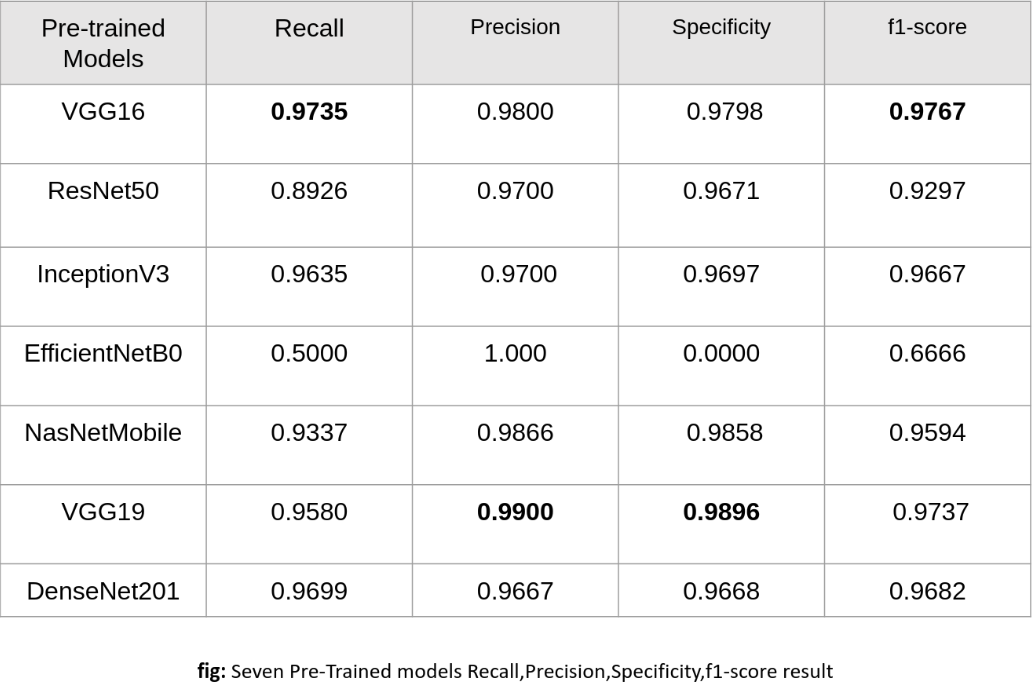 Pre-trained Recall Precision Specificity f1-score
Models
VGG16 0.9735 0.9800 0.9798 0.9767
ResNet50 0.8926 0.9700 0.9671 0.9297
InceptionV3 0.9635 0.9700 0.9697 0.9667
EfficientNetB0 0.5000 1.000 0.0000 0.6666
NasNetMobile 0.9337 0.9866 0.9858 0.9594
VGG19 0.9580 0.9900 0.9896 0.9737
DenseNet201 0.9699 0.9667 0.9668 0.9682
fig: Seven Pre-Trained models Recall,Precision,Specificity,f1-score result